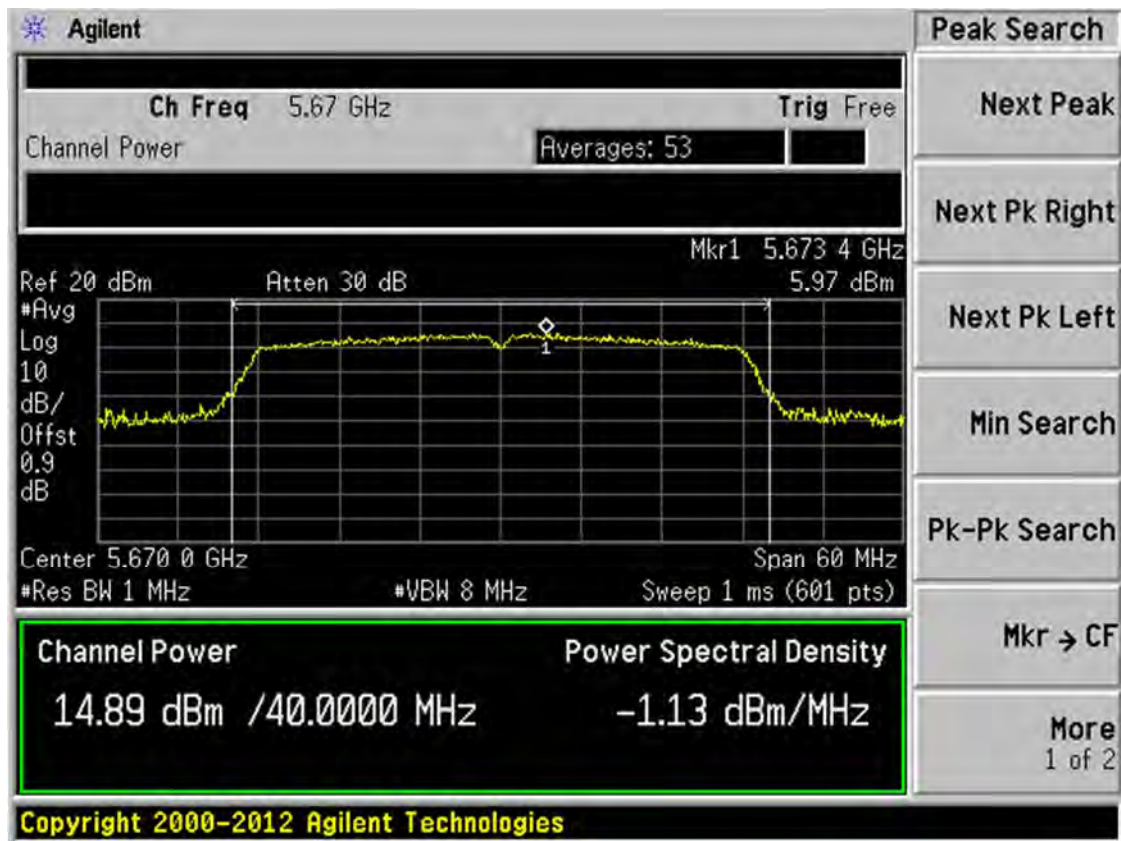 Agilent
Peak Search
Ch Freq 5.67 GHz Trig Free
Channel Power Averages: 53
Mkr1 5.673 4 GHz
Ref 20 dBm Atten 30 dB 5.97 dBm
#Avg
Log
10
dB/
Offst
0.9
dB
1
Center 5.670 0 GHz Span 60 MHz
#Res BW 1 MHz #VBW 8 MHz Sweep 1 ms (601 pts)
Channel Power Power Spectral Density
14.89 dBm /40.0000 MHz -1.13 dBm/MHz
Next Peak
Next Pk Right
Next Pk Left
Min Search
Pk-Pk Search
Mkr → CF
More
1 of 2
Copyright 2000-2012 Agilent Technologies